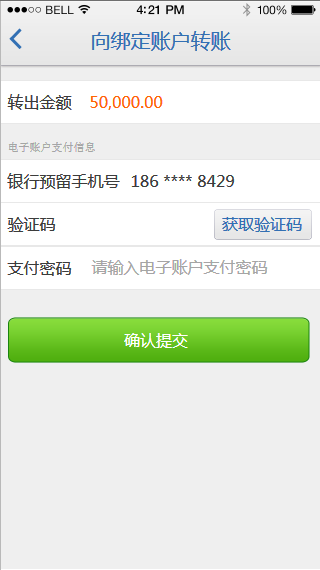 BELL 4:21 PM 100%
向绑定账户转账
转出金额 50,000.00
电子账户支付信息
银行预留手机号 186 **** 8429
验证码 获取验证码
支付密码 请输入电子账户支付密码
确认提交